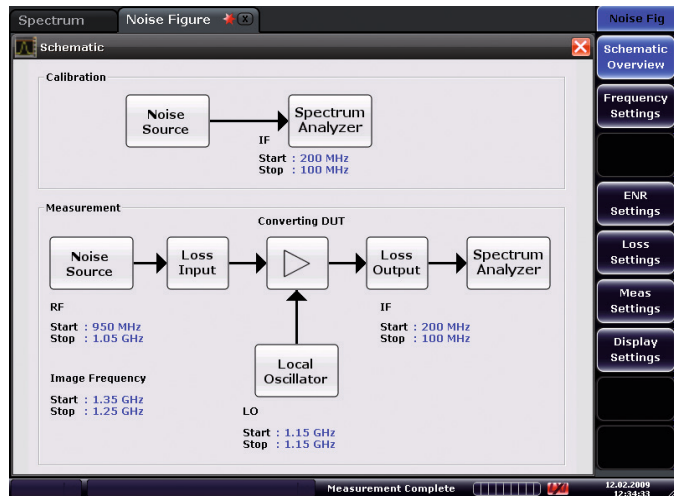 Spectrum
Noise Figure
Noise Fig
Schematic
Schematic
Overview
Frequency
Settings
ENR
Settings
Loss
Settings
Meas
Settings
Display
Settings
Calibration
Noise
Source
Spectrum
Analyzer
IF
Start : 200 MHz
Stop : 100 MHz
Measurement
Converting DUT
Noise
Source
Loss
Input
Loss
Output
Spectrum
Analyzer
RF
Start : 950 MHz
Stop : 1.05 GHz
IF
Start : 200 MHz
Stop : 100 MHz
Image Frequency
Start : 1.35 GHz
Stop : 1.25 GHz
Local
Oscillator
LO
Start : 1.15 GHz
Stop : 1.15 GHz
Measurement Complete
12.02.2009
12:34:33